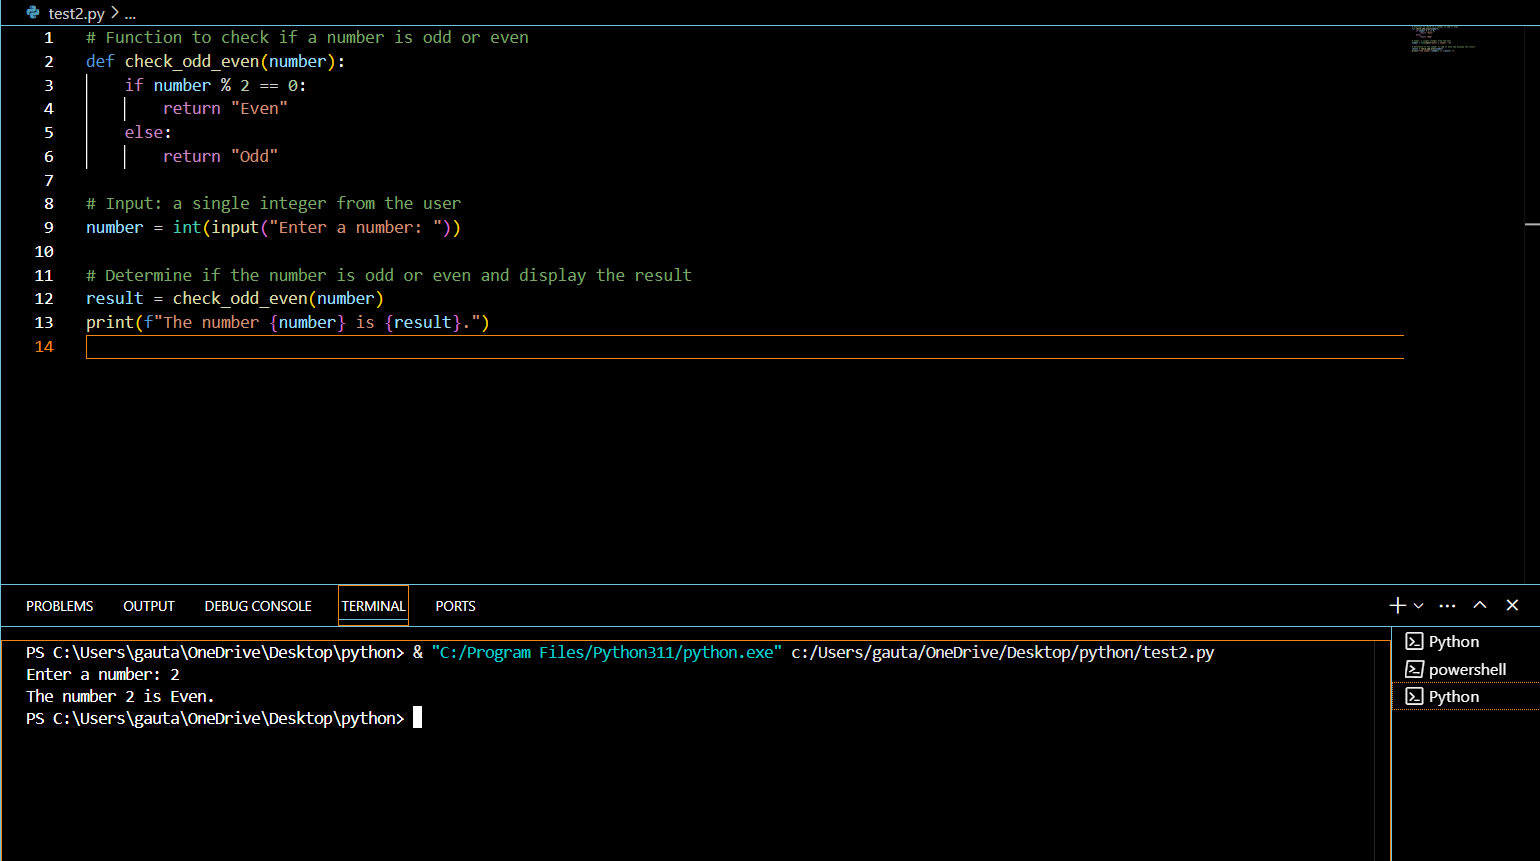 test2.py > ...
1 # Function to check if a number is odd or even
2 def check_odd_even(number):
3     if number % 2 == 0:
4         return "Even"
5     else:
6         return "Odd"
7
8 # Input: a single integer from the user
9 number = int(input("Enter a number: "))
10
11 # Determine if the number is odd or even and display the result
12 result = check_odd_even(number)
13 print(f"The number {number} is {result}.")
14
PROBLEMS OUTPUT DEBUG CONSOLE TERMINAL PORTS
PS C:\Users\gauta\OneDrive\Desktop\python> & "C:/Program Files/Python311/python.exe" c:/Users/gauta/OneDrive/Desktop/python/test2.py
Enter a number: 2
The number 2 is Even.
PS C:\Users\gauta\OneDrive\Desktop\python>
Python
powershell
Python